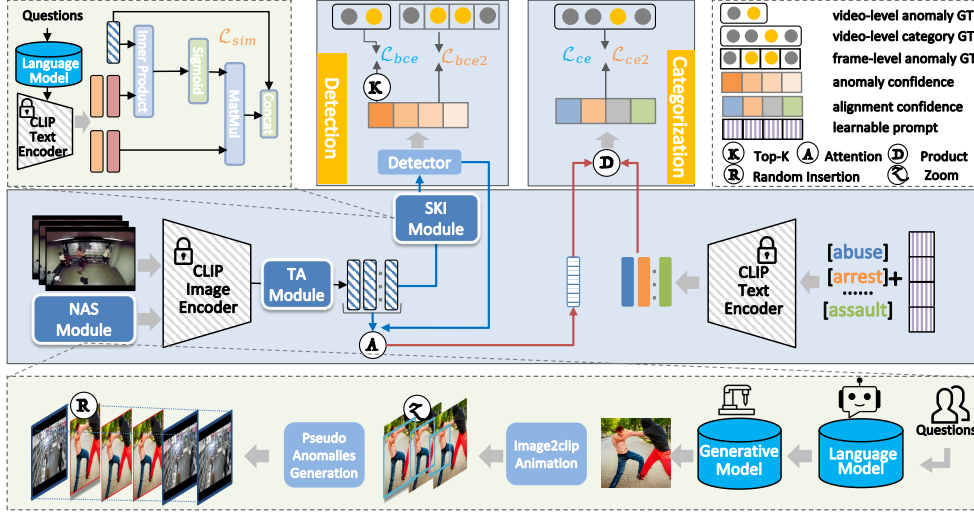 Questions
Language
Model
CLIP
Text
Encoder
Inner Product
Sigmoid
MatMul
Concat
ℒsim
Detection
ℒbce
ℒbce2
K
Detector
Categorization
ℒce
ℒce2
D
video-level anomaly GT
video-level category GT
frame-level anomaly GT
anomaly confidence
alignment confidence
learnable prompt
K Top-K A Attention D Product
R Random Insertion Z Zoom
SKI
Module
NAS
Module
CLIP
Image
Encoder
TA
Module
A
CLIP
Text
Encoder
[abuse]
[arrest]+
......
[assault]
R
Pseudo
Anomalies
Generation
Z
Image2clip
Animation
Generative
Model
Language
Model
Questions